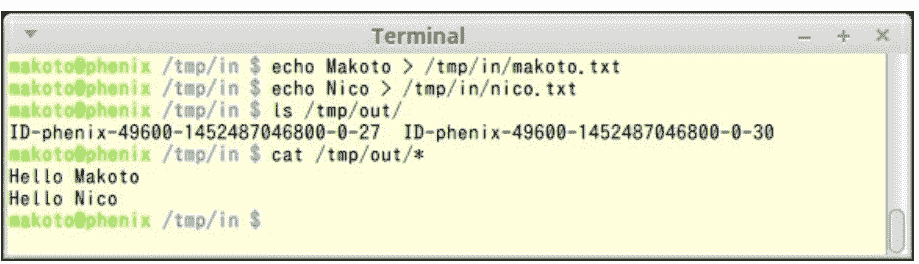 Terminal
makoto@phenix /tmp/in $ echo Makoto > /tmp/in/makoto.txt
makoto@phenix /tmp/in $ echo Nico > /tmp/in/nico.txt
makoto@phenix /tmp/in $ ls /tmp/out/
ID-phenix-49600-1452487046800-0-27  ID-phenix-49600-1452487046800-0-30
makoto@phenix /tmp/in $ cat /tmp/out/*
Hello Makoto
Hello Nico
makoto@phenix /tmp/in $